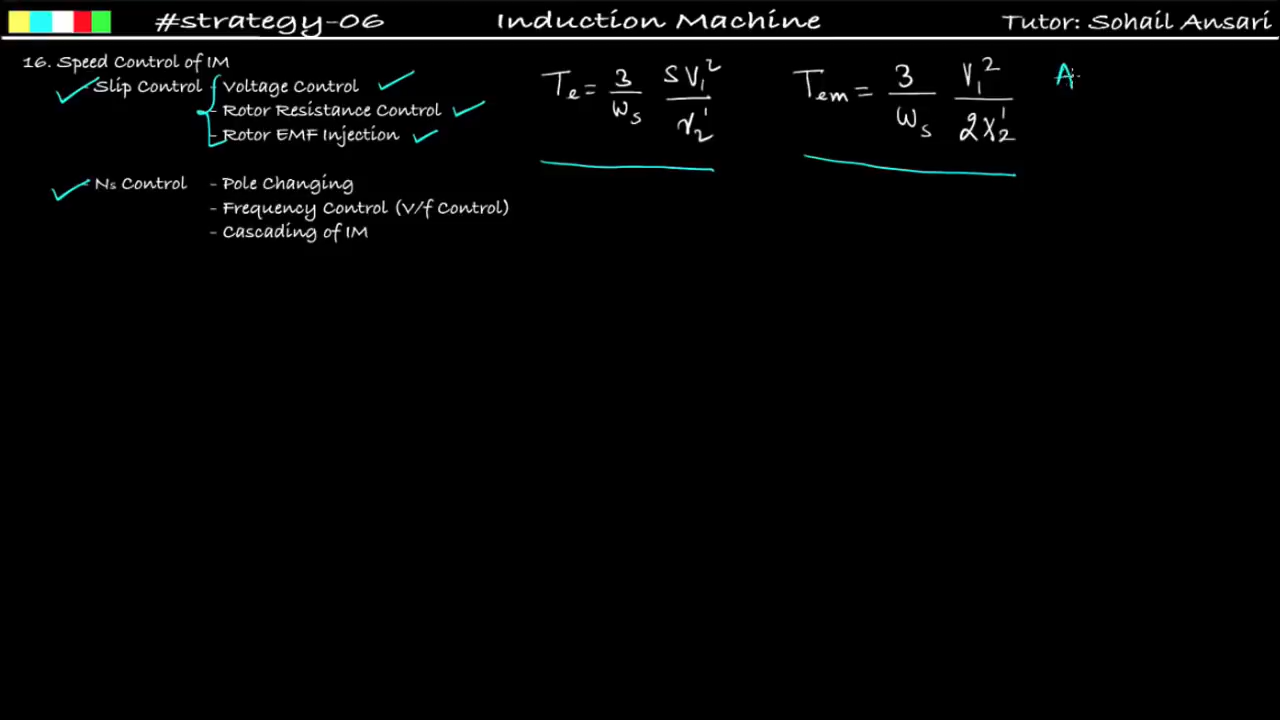 #strategy-06 Induction Machine Tutor: Sohail Ansari
16. Speed Control of IM
- Slip Control - Voltage Control
- Rotor Resistance Control
- Rotor EMF Injection
- Ns Control - Pole Changing
- Frequency Control (V/f Control)
- Cascading of IM
Te = 3/ωs SV₁²/r₂'
Tem = 3/ωs V₁²/2x₂'
A